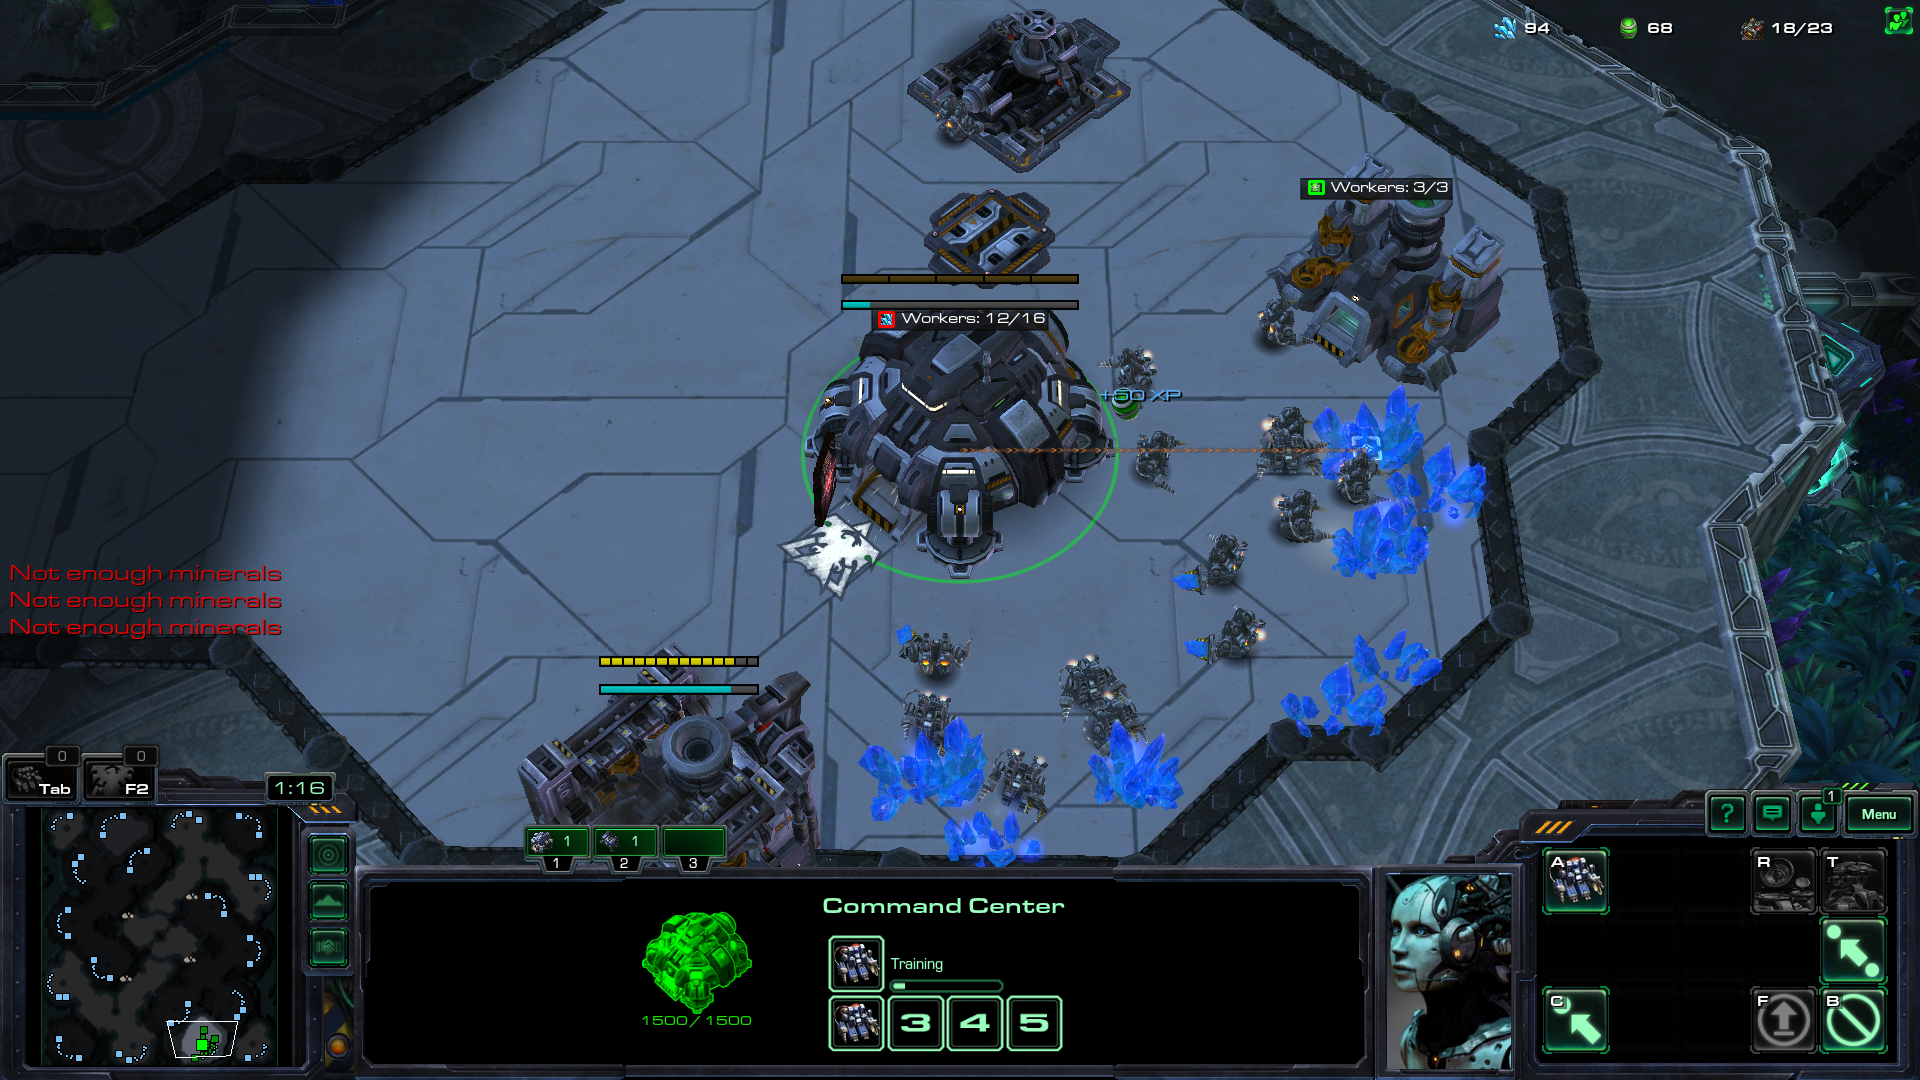 94 68 18/23
Workers: 3/3
Workers: 12/16
+50 XP
Not enough minerals
Not enough minerals
Not enough minerals
0 0
Tab F2
1:16
1 1
1 2 3
1
? Menu
Command Center
Training
1500/1500
3 4 5
A R T
C F B